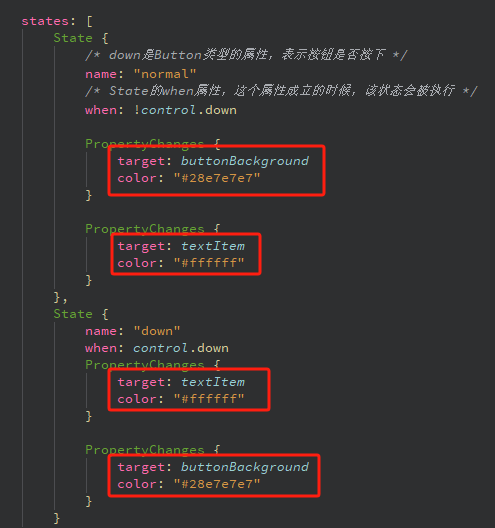 states: [
State {
/* down是Button类型的属性，表示按钮是否按下 */
name: "normal"
/* State的when属性，这个属性成立的时候，该状态会被执行 */
when: !control.down
PropertyChanges {
target: buttonBackground
color: "#28e7e7e7"
}
PropertyChanges {
target: textItem
color: "#ffffff"
}
},
State {
name: "down"
when: control.down
PropertyChanges {
target: textItem
color: "#ffffff"
}
PropertyChanges {
target: buttonBackground
color: "#28e7e7e7"
}
}